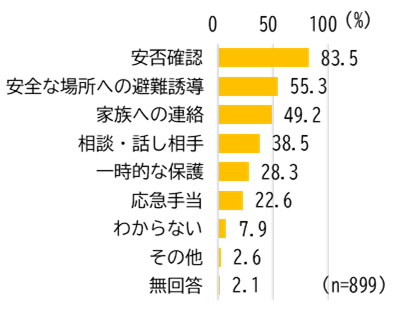 0 50 100 (%)
安否確認 83.5
安全な場所への避難誘導 55.3
家族への連絡 49.2
相談・話し相手 38.5
一時的な保護 28.3
応急手当 22.6
わからない 7.9
その他 2.6
無回答 2.1 (n=899)